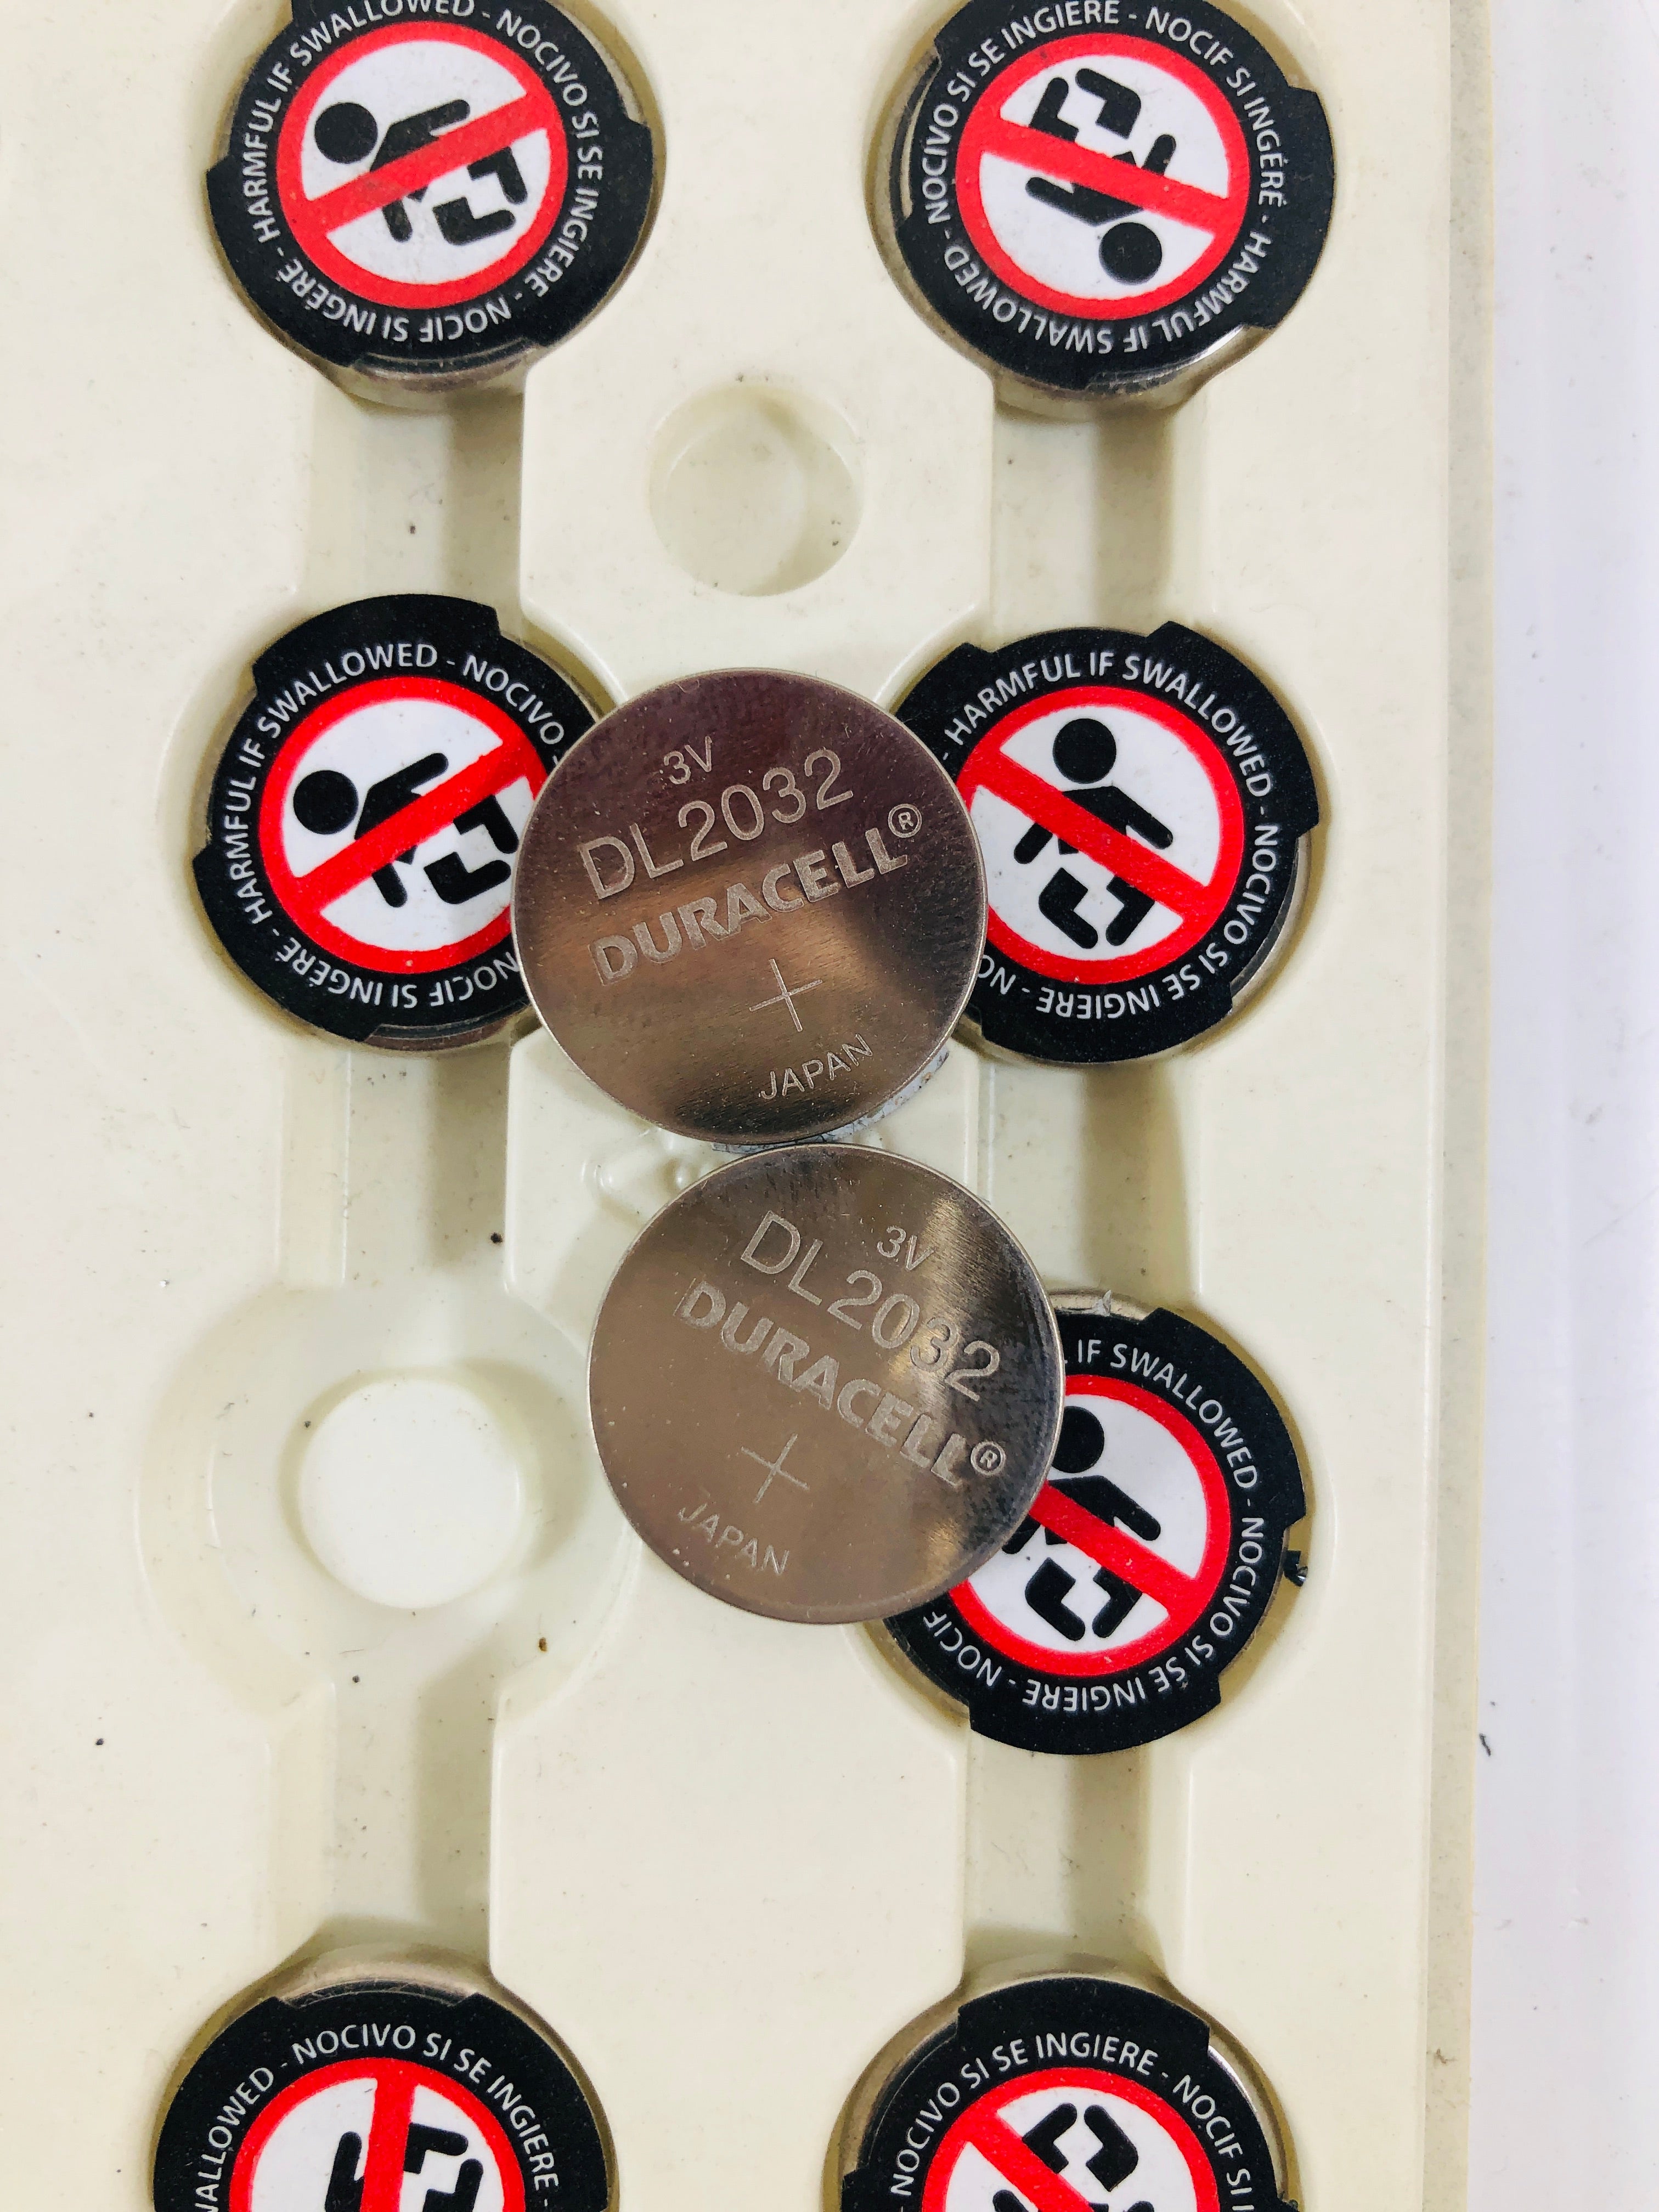 HARMFUL IF SWALLOWED - NOCIVO SI SE INGIERE - NOCIF SI INGÉRÉ -
NOCIVO SI SE INGIERE - NOCIF SI INGÉRÉ - HARMFUL IF SWALLOWED -
HARMFUL IF SWALLOWED - NOCIVO
NOCIF SI INGÉRÉ -
- HARMFUL IF SWALLOWED - NOCIVO SI SE INGIERE -
3V
DL2032
DURACELL®
+
JAPAN
3V
DL2032
DURACELL®
+
JAPAN
IF SWALLOWED - NOCIVO SI SE INGIERE - NOCIF
- NOCIVO SI SE INGIERE -
- NOCIVO SI SE INGIERE - NOCIF SI